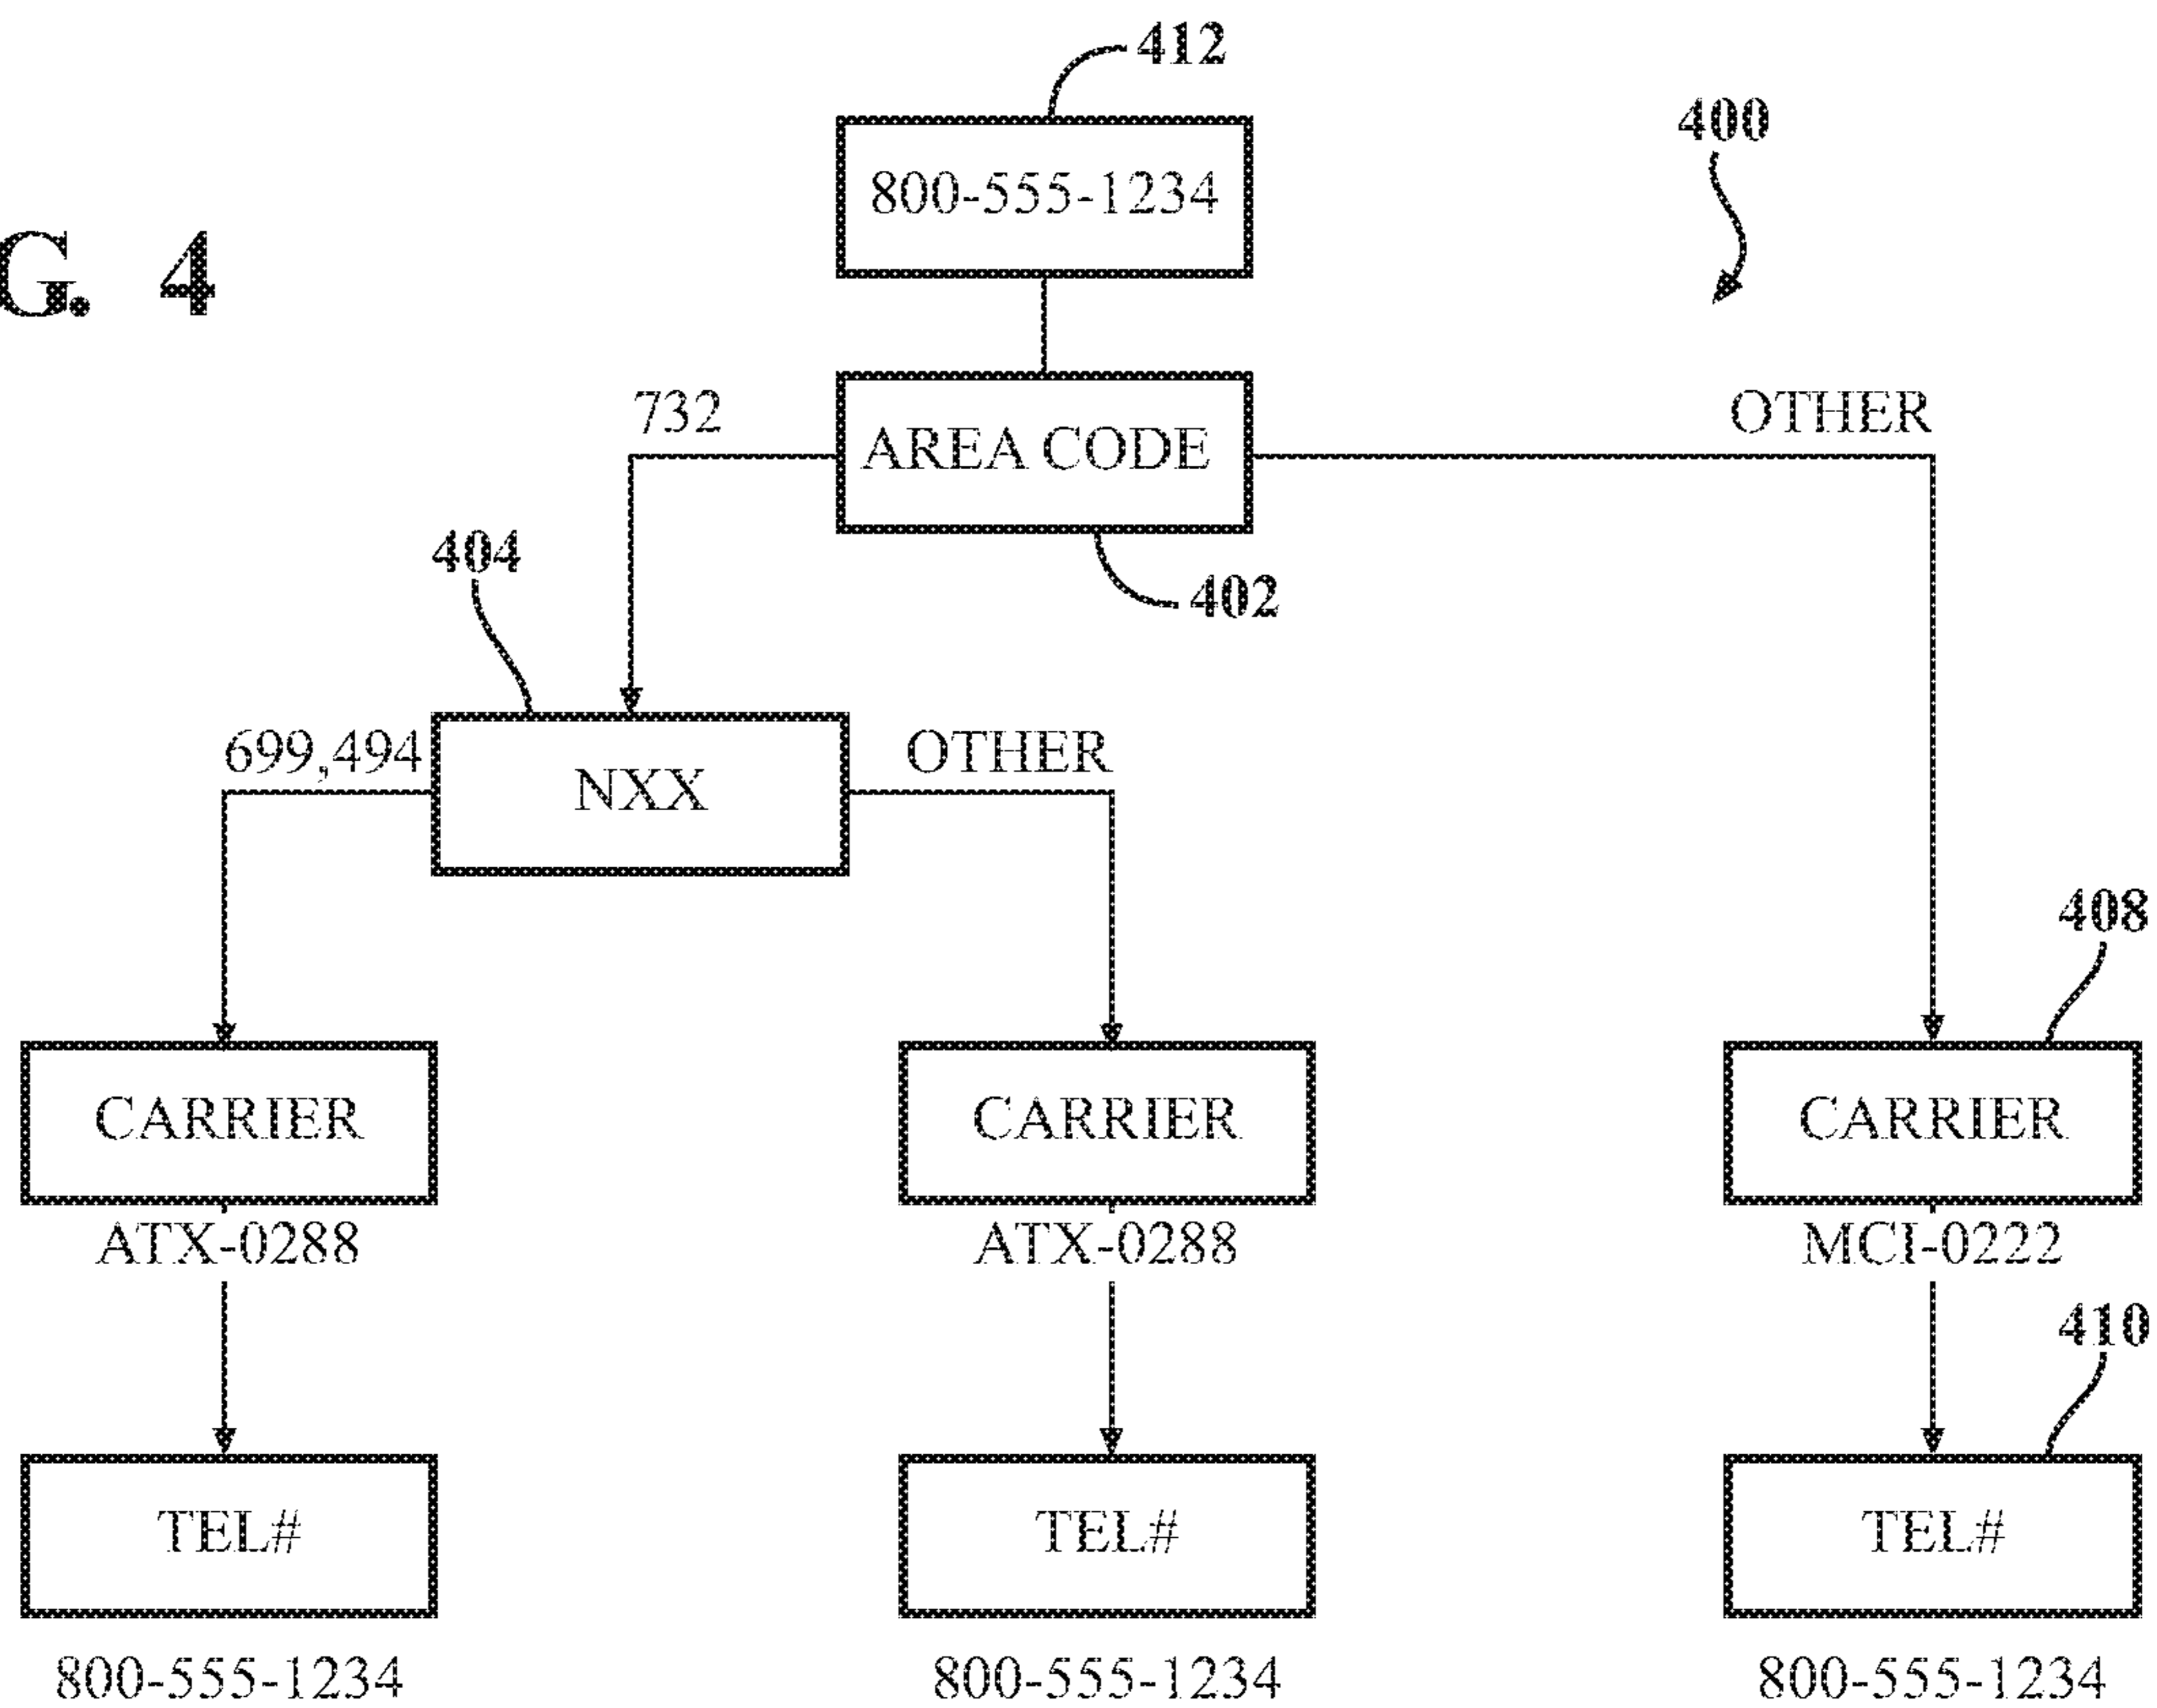 412
400
800-555-1234
G. 4
732
AREA CODE
OTHER
404
402
699,494
NXX
OTHER
408
CARRIER
CARRIER
CARRIER
ATX-0288
ATX-0288
MCI-0222
410
TEL#
TEL#
TEL#
800-555-1234
800-555-1234
800-555-1234